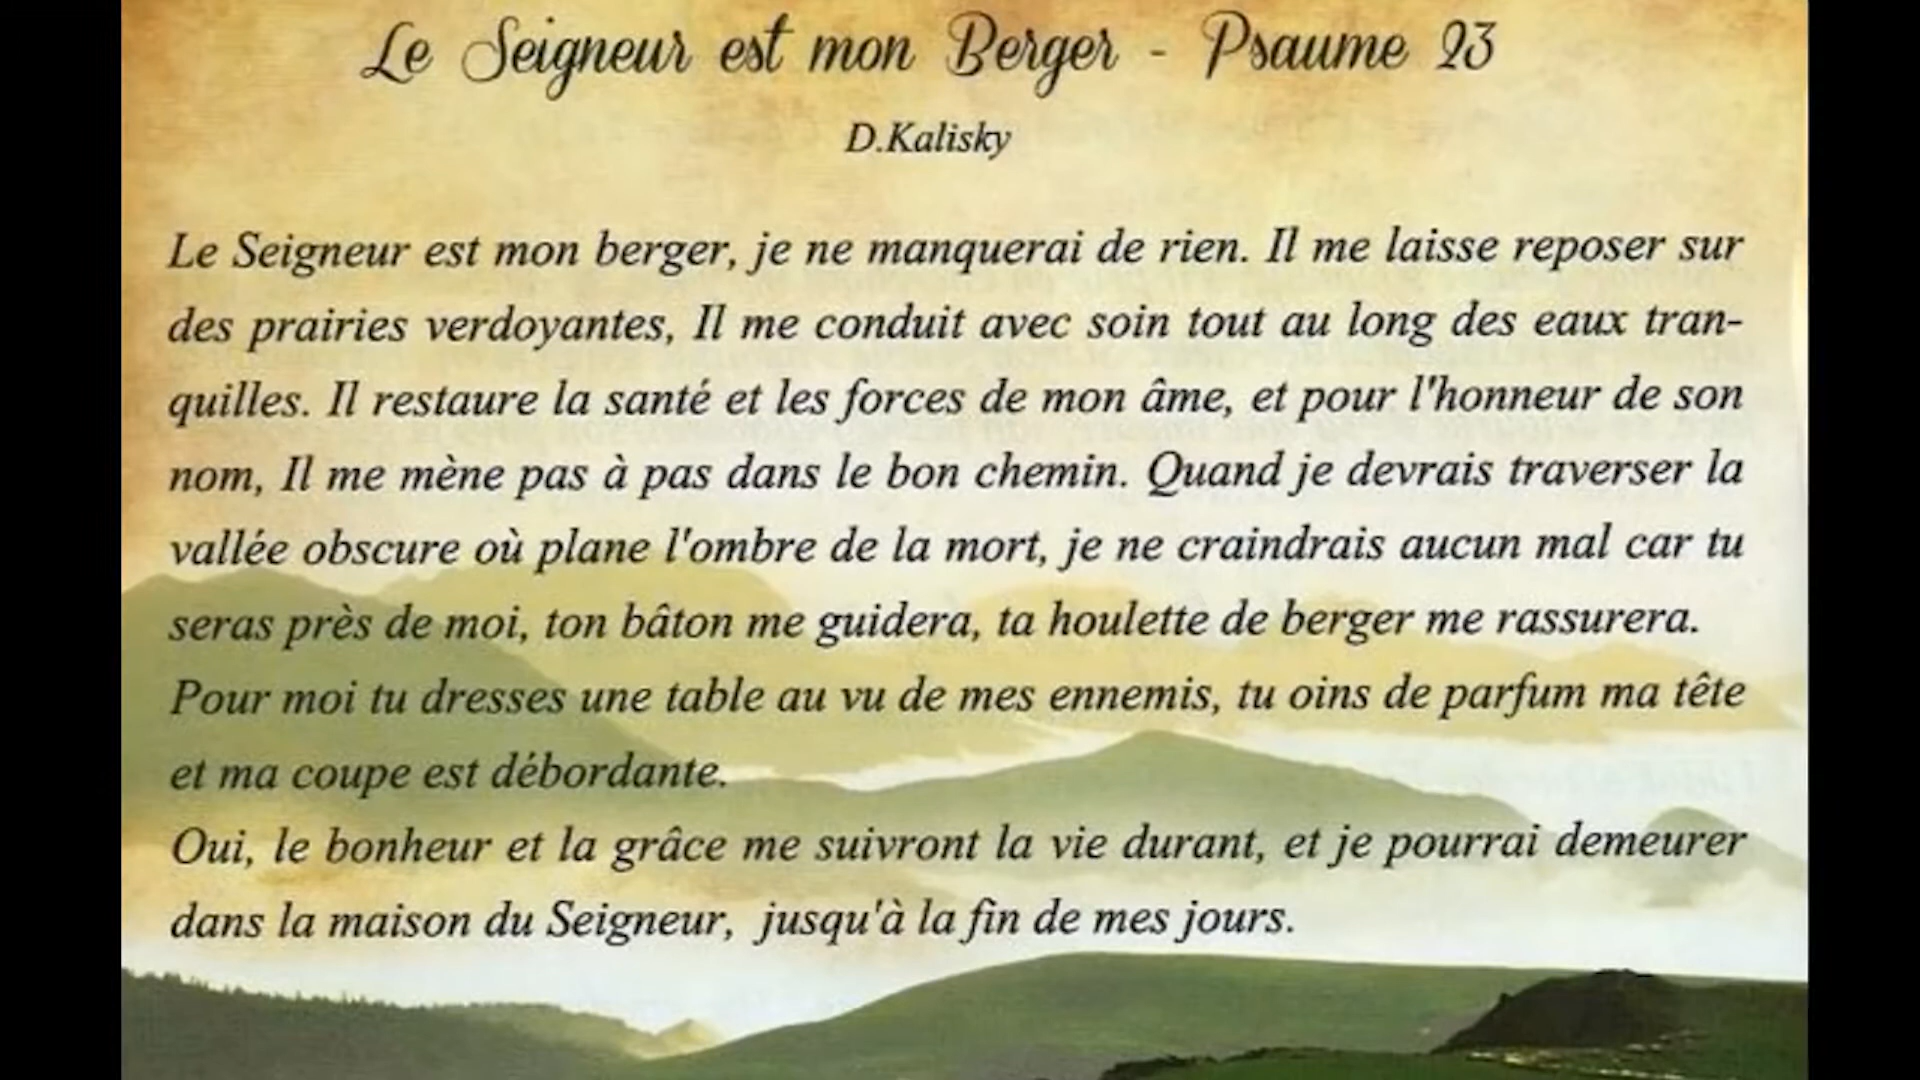 Le Seigneur est mon Berger - Psaume 23
D.Kalisky
Le Seigneur est mon berger, je ne manquerai de rien. Il me laisse reposer sur
des prairies verdoyantes, Il me conduit avec soin tout au long des eaux tran-
quilles. Il restaure la santé et les forces de mon âme, et pour l'honneur de son
nom, Il me mène pas à pas dans le bon chemin. Quand je devrais traverser la
vallée obscure où plane l'ombre de la mort, je ne craindrais aucun mal car tu
seras près de moi, ton bâton me guidera, ta houlette de berger me rassurera.
Pour moi tu dresses une table au vu de mes ennemis, tu oins de parfum ma tête
et ma coupe est débordante.
Oui, le bonheur et la grâce me suivront la vie durant, et je pourrai demeurer
dans la maison du Seigneur, jusqu'à la fin de mes jours.